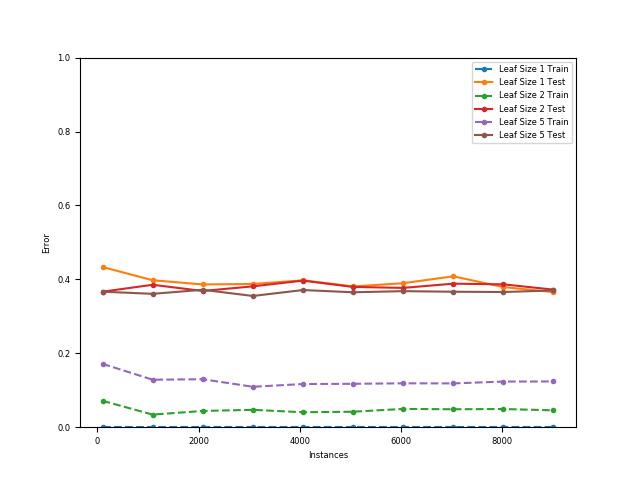 1.0
0.8
0.6
0.4
0.2
0.0
Error
0
2000
4000
6000
8000
Instances
Leaf Size 1 Train
Leaf Size 1 Test
Leaf Size 2 Train
Leaf Size 2 Test
Leaf Size 5 Train
Leaf Size 5 Test